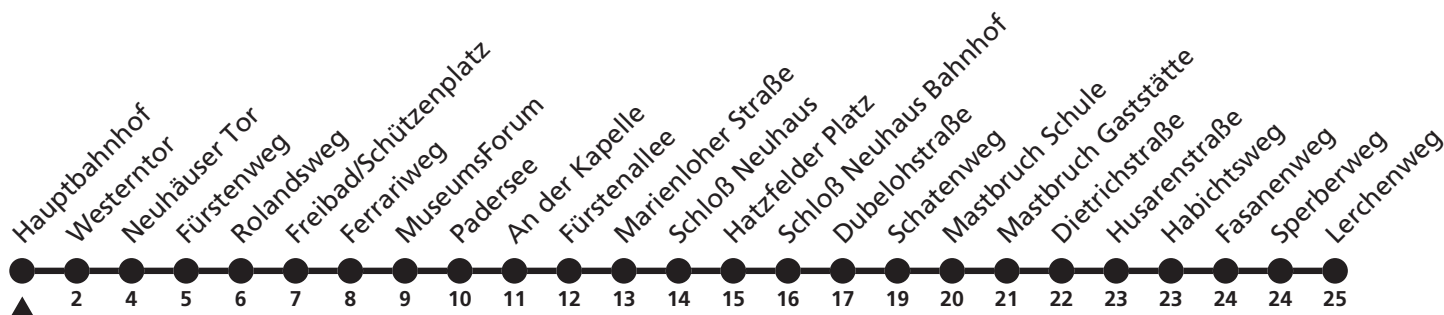 Hauptbahnhof
Westerntor
Neuhäuser Tor
Fürstenweg
Rolandsweg
Freibad/Schützenplatz
Ferrariweg
MuseumsForum
Padersee
An der Kapelle
Fürstenallee
Marienloher Straße
Schloß Neuhaus
Hatzfelder Platz
Schloß Neuhaus Bahnhof
Dubelohstraße
Schatenweg
Mastbruch Schule
Mastbruch Gaststätte
Dietrichstraße
Husarenstraße
Habichtsweg
Fasanenweg
Sperberweg
Lerchenweg
2 4 5 6 7 8 9 10 11 12 13 14 15 16 17 19 20 21 22 23 23 24 24 25